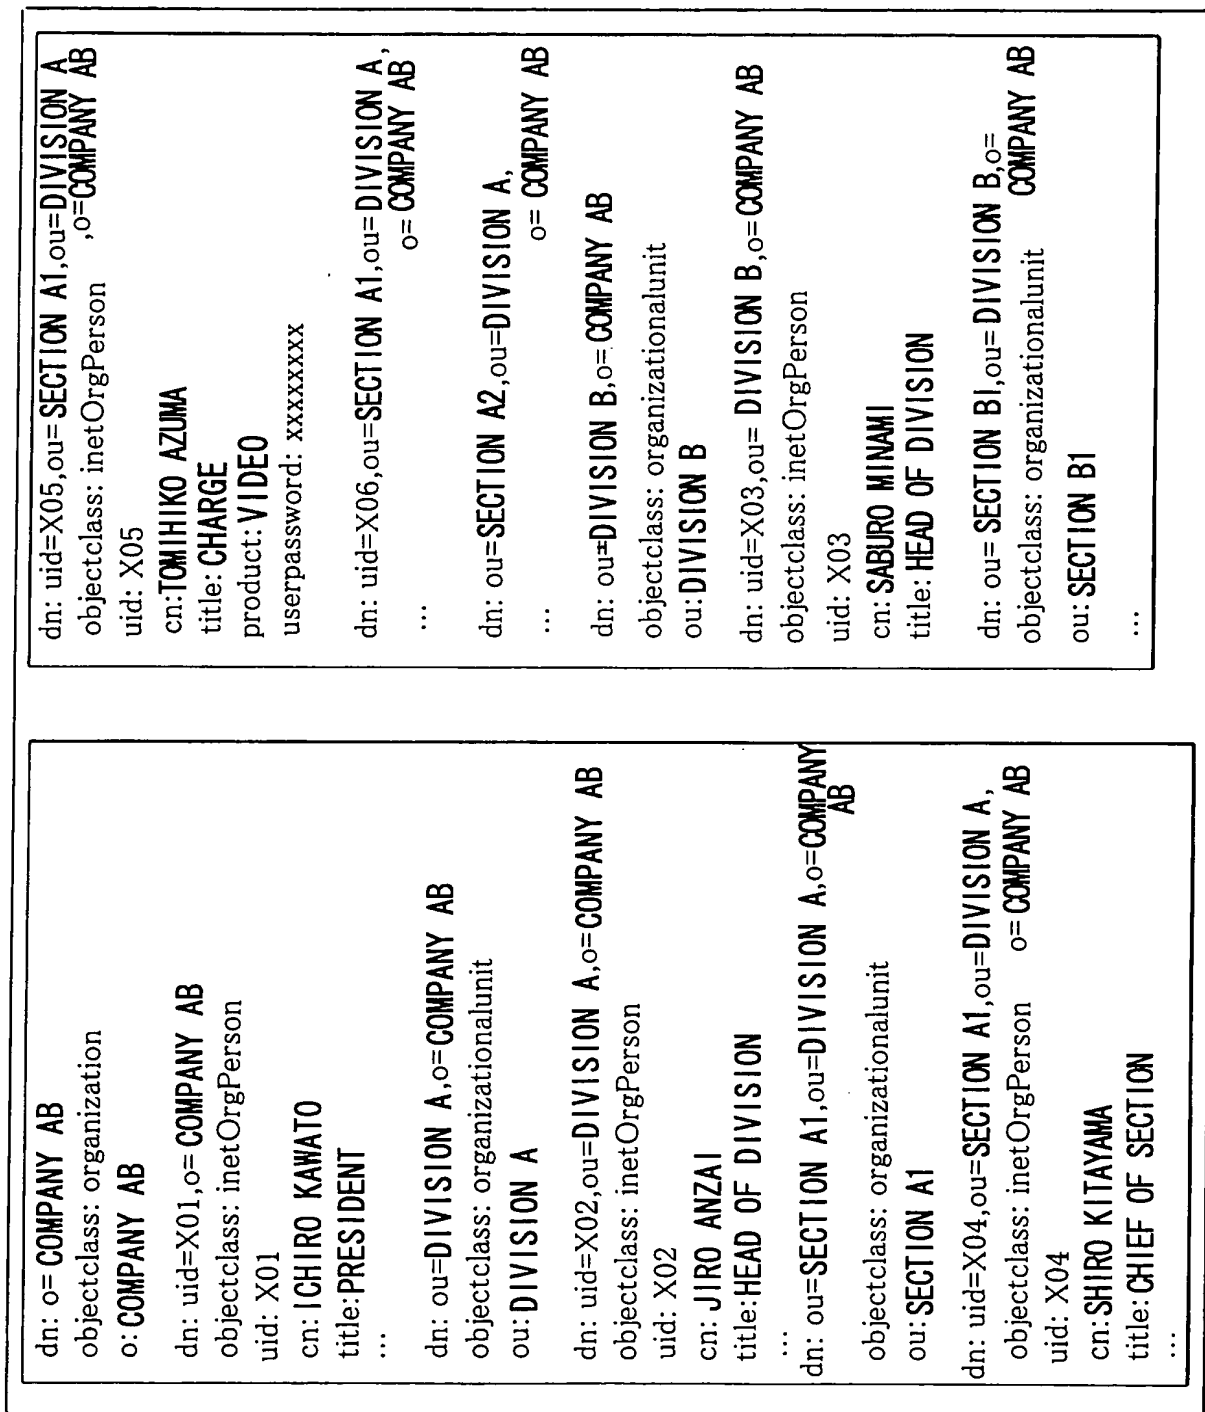 dn: o=COMPANY AB
objectclass: organization
o:COMPANY AB
dn: uid=X01,o=COMPANY AB
objectclass: inetOrgPerson
uid: X01
cn: ICHIRO KAWATO
title:PRESIDENT
...
dn: ou=DIVISION A,o=COMPANY AB
objectclass: organizationalunit
ou:DIVISION A
dn: uid=X02,ou=DIVISION A,o=COMPANY AB
objectclass: inetOrgPerson
uid: X02
cn: JIRO ANZAI
title:HEAD OF DIVISION
...
dn: ou=SECTION A1,ou=DIVISION A,o=COMPANY
AB
objectclass: organizationalunit
ou:SECTION A1
dn: uid=X04,ou=SECTION A1,ou=DIVISION A,
objectclass: inetOrgPerson o=COMPANY AB
uid: X04
cn:SHIRO KITAYAMA
title:CHIEF OF SECTION
...
dn: uid=X05,ou=SECTION A1,ou=DIVISION A
,o=COMPANY AB
objectclass: inetOrgPerson
uid: X05
cn:TOMIHIKO AZUMA
title:CHARGE
product:VIDEO
userpassword: xxxxxxxx
dn: uid=X06,ou=SECTION A1,ou=DIVISION A,
o=COMPANY AB
...
dn: ou=SECTION A2,ou=DIVISION A,
o= COMPANY AB
...
dn: ou=DIVISION B,o=COMPANY AB
objectclass: organizationalunit
ou:DIVISION B
dn: uid=X03,ou= DIVISION B,o=COMPANY AB
objectclass: inetOrgPerson
uid: X03
cn:SABURO MINAMI
title:HEAD OF DIVISION
dn: ou= SECTION B1,ou= DIVISION B,o=
COMPANY AB
objectclass: organizationalunit
ou:SECTION B1
...